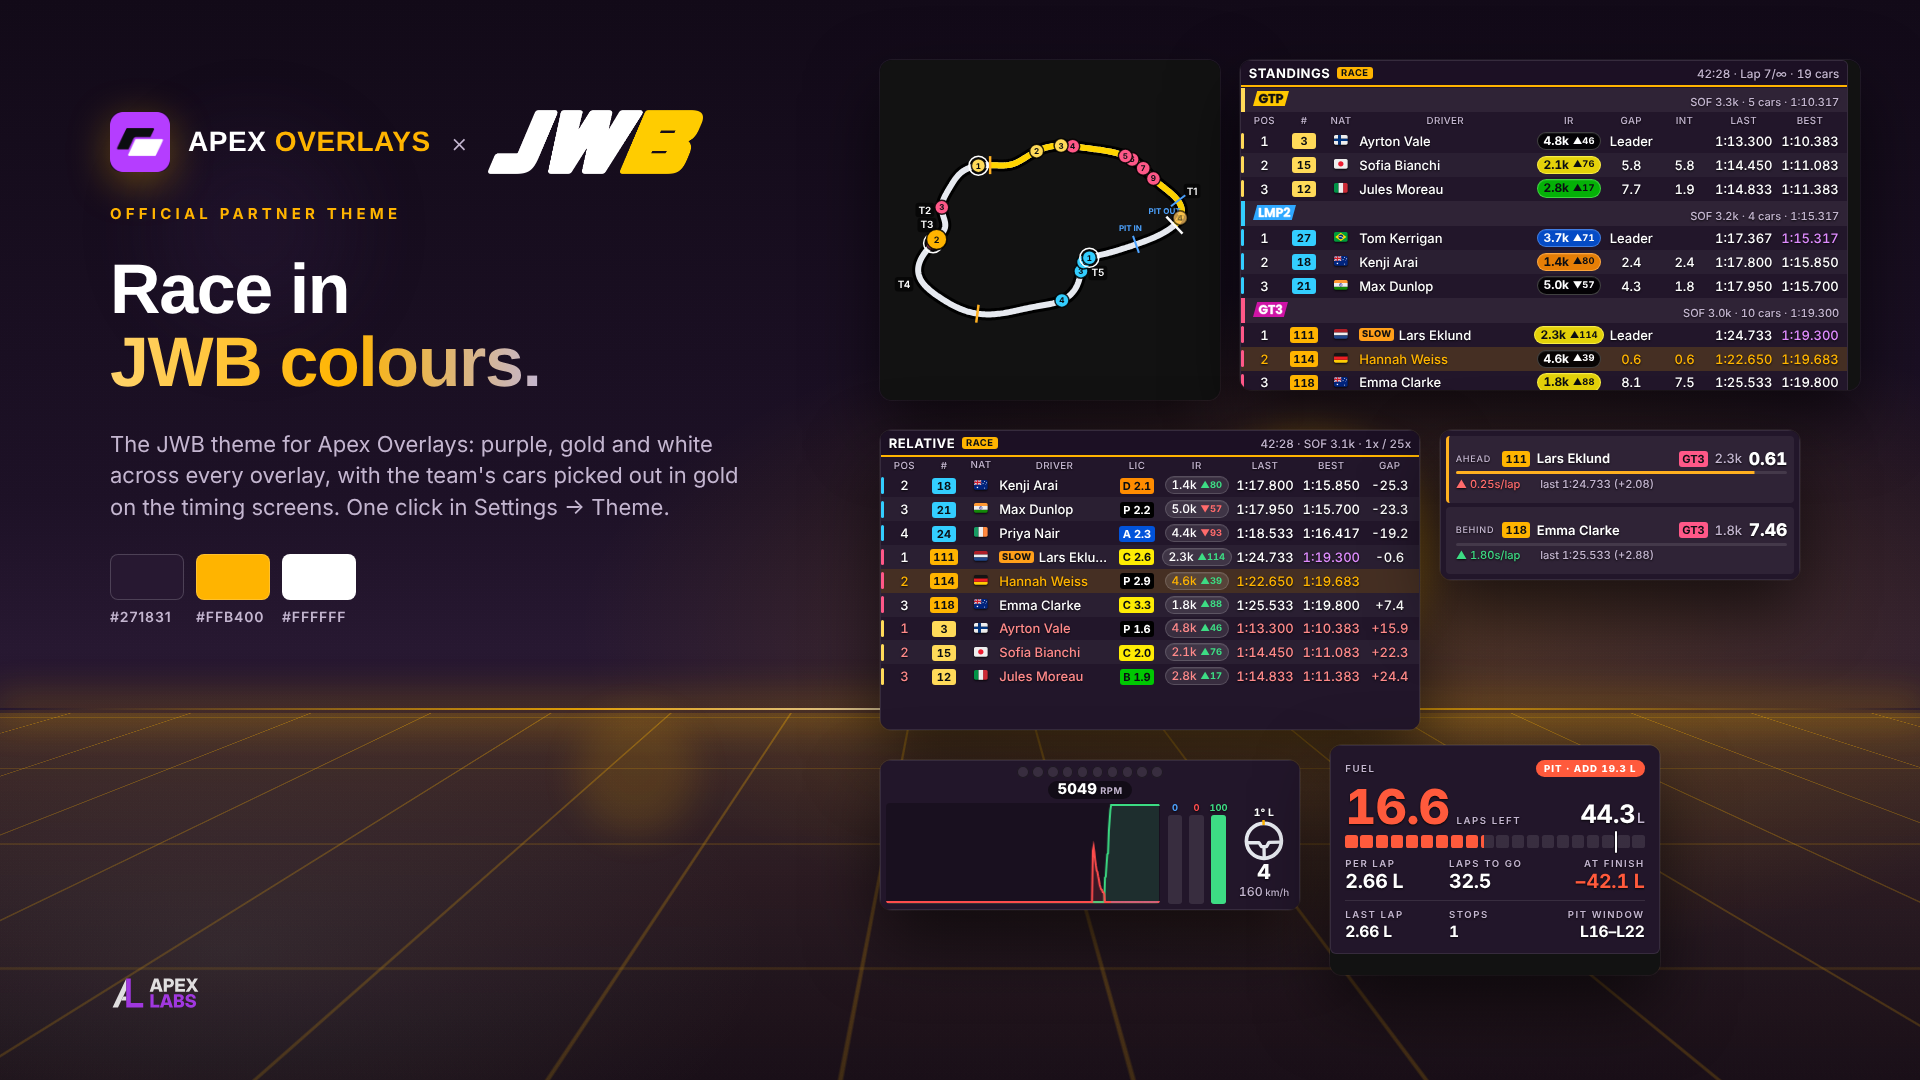 APEX OVERLAYS × JWB
OFFICIAL PARTNER THEME
Race in
JWB colours.
The JWB theme for Apex Overlays: purple, gold and white
across every overlay, with the team's cars picked out in gold
on the timing screens. One click in Settings → Theme.
#271831 #FFB400 #FFFFFF
APEX
LABS
1 2 3 4 5 7 9
T1
PIT OUT
PIT IN
T2 3
T3
2
T4
1
3 T5
4
STANDINGS RACE 42:28 · Lap 7/∞ · 19 cars
GTP SOF 3.3k · 5 cars · 1:10.317
POS # NAT DRIVER IR GAP INT LAST BEST
1 3 Ayrton Vale 4.8k ▲46 Leader 1:13.300 1:10.383
2 15 Sofia Bianchi 2.1k ▲76 5.8 5.8 1:14.450 1:11.083
3 12 Jules Moreau 2.8k ▲17 7.7 1.9 1:14.833 1:11.383
LMP2 SOF 3.2k · 4 cars · 1:15.317
1 27 Tom Kerrigan 3.7k ▲71 Leader 1:17.367 1:15.317
2 18 Kenji Arai 1.4k ▲80 2.4 2.4 1:17.800 1:15.850
3 21 Max Dunlop 5.0k ▼57 4.3 1.8 1:17.950 1:15.700
GT3 SOF 3.0k · 10 cars · 1:19.300
1 111 SLOW Lars Eklund 2.3k ▲114 Leader 1:24.733 1:19.300
2 114 Hannah Weiss 4.6k ▲39 0.6 0.6 1:22.650 1:19.683
3 118 Emma Clarke 1.8k ▲88 8.1 7.5 1:25.533 1:19.800
RELATIVE RACE 42:28 · SOF 3.1k · 1x / 25x
POS # NAT DRIVER LIC IR LAST BEST GAP
2 18 Kenji Arai D 2.1 1.4k ▲80 1:17.800 1:15.850 -25.3
3 21 Max Dunlop P 2.2 5.0k ▼57 1:17.950 1:15.700 -23.3
4 24 Priya Nair A 2.3 4.4k ▼93 1:18.533 1:16.417 -19.2
1 111 SLOW Lars Eklu... C 2.6 2.3k ▲114 1:24.733 1:19.300 -0.6
2 114 Hannah Weiss P 2.9 4.6k ▲39 1:22.650 1:19.683
3 118 Emma Clarke C 3.3 1.8k ▲88 1:25.533 1:19.800 +7.4
1 3 Ayrton Vale P 1.6 4.8k ▲46 1:13.300 1:10.383 +15.9
2 15 Sofia Bianchi C 2.0 2.1k ▲76 1:14.450 1:11.083 +22.3
3 12 Jules Moreau B 1.9 2.8k ▲17 1:14.833 1:11.383 +24.4
AHEAD 111 Lars Eklund GT3 2.3k 0.61
▲ 0.25s/lap last 1:24.733 (+2.08)
BEHIND 118 Emma Clarke GT3 1.8k 7.46
▲ 1.80s/lap last 1:25.533 (+2.88)
5049 RPM
0 0 100
1° L
4
160 km/h
FUEL PIT · ADD 19.3 L
16.6 LAPS LEFT 44.3 L
PER LAP LAPS TO GO AT FINISH
2.66 L 32.5 −42.1 L
LAST LAP STOPS PIT WINDOW
2.66 L 1 L16–L22